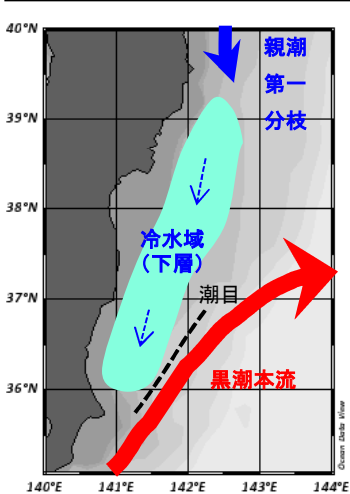 40°N
親潮
第一
分枝
39°N
38°N
冷水域
（下層）
37°N
潮目
36°N
黒潮本流
140°E
141°E
142°E
143°E
144°E
Ocean Data View